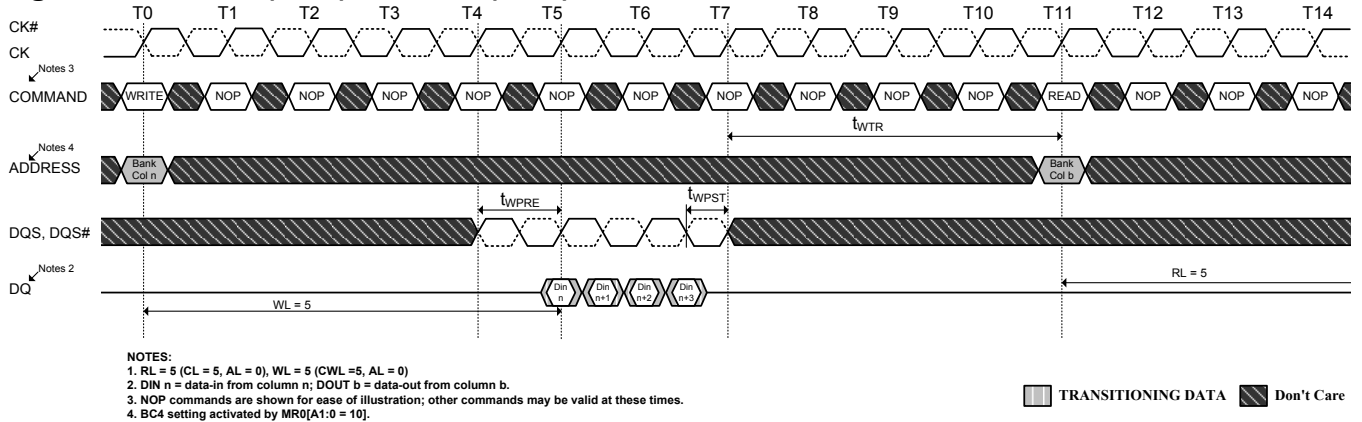 T0 T1 T2 T3 T4 T5 T6 T7 T8 T9 T10 T11 T12 T13 T14
CK#
CK
Notes 3
COMMAND WRITE NOP NOP NOP NOP NOP NOP NOP NOP NOP NOP READ NOP NOP NOP
tWTR
Notes 4
ADDRESS
Bank Col n
Bank Col b
tWPRE
tWPST
DQS, DQS#
Notes 2
DQ
Din n
Din n+1
Din n+2
Din n+3
RL = 5
WL = 5
NOTES:
1. RL = 5 (CL = 5, AL = 0), WL = 5 (CWL =5, AL = 0)
2. DIN n = data-in from column n; DOUT b = data-out from column b.
3. NOP commands are shown for ease of illustration; other commands may be valid at these times.
4. BC4 setting activated by MR0[A1:0 = 10].
TRANSITIONING DATA
Don't Care